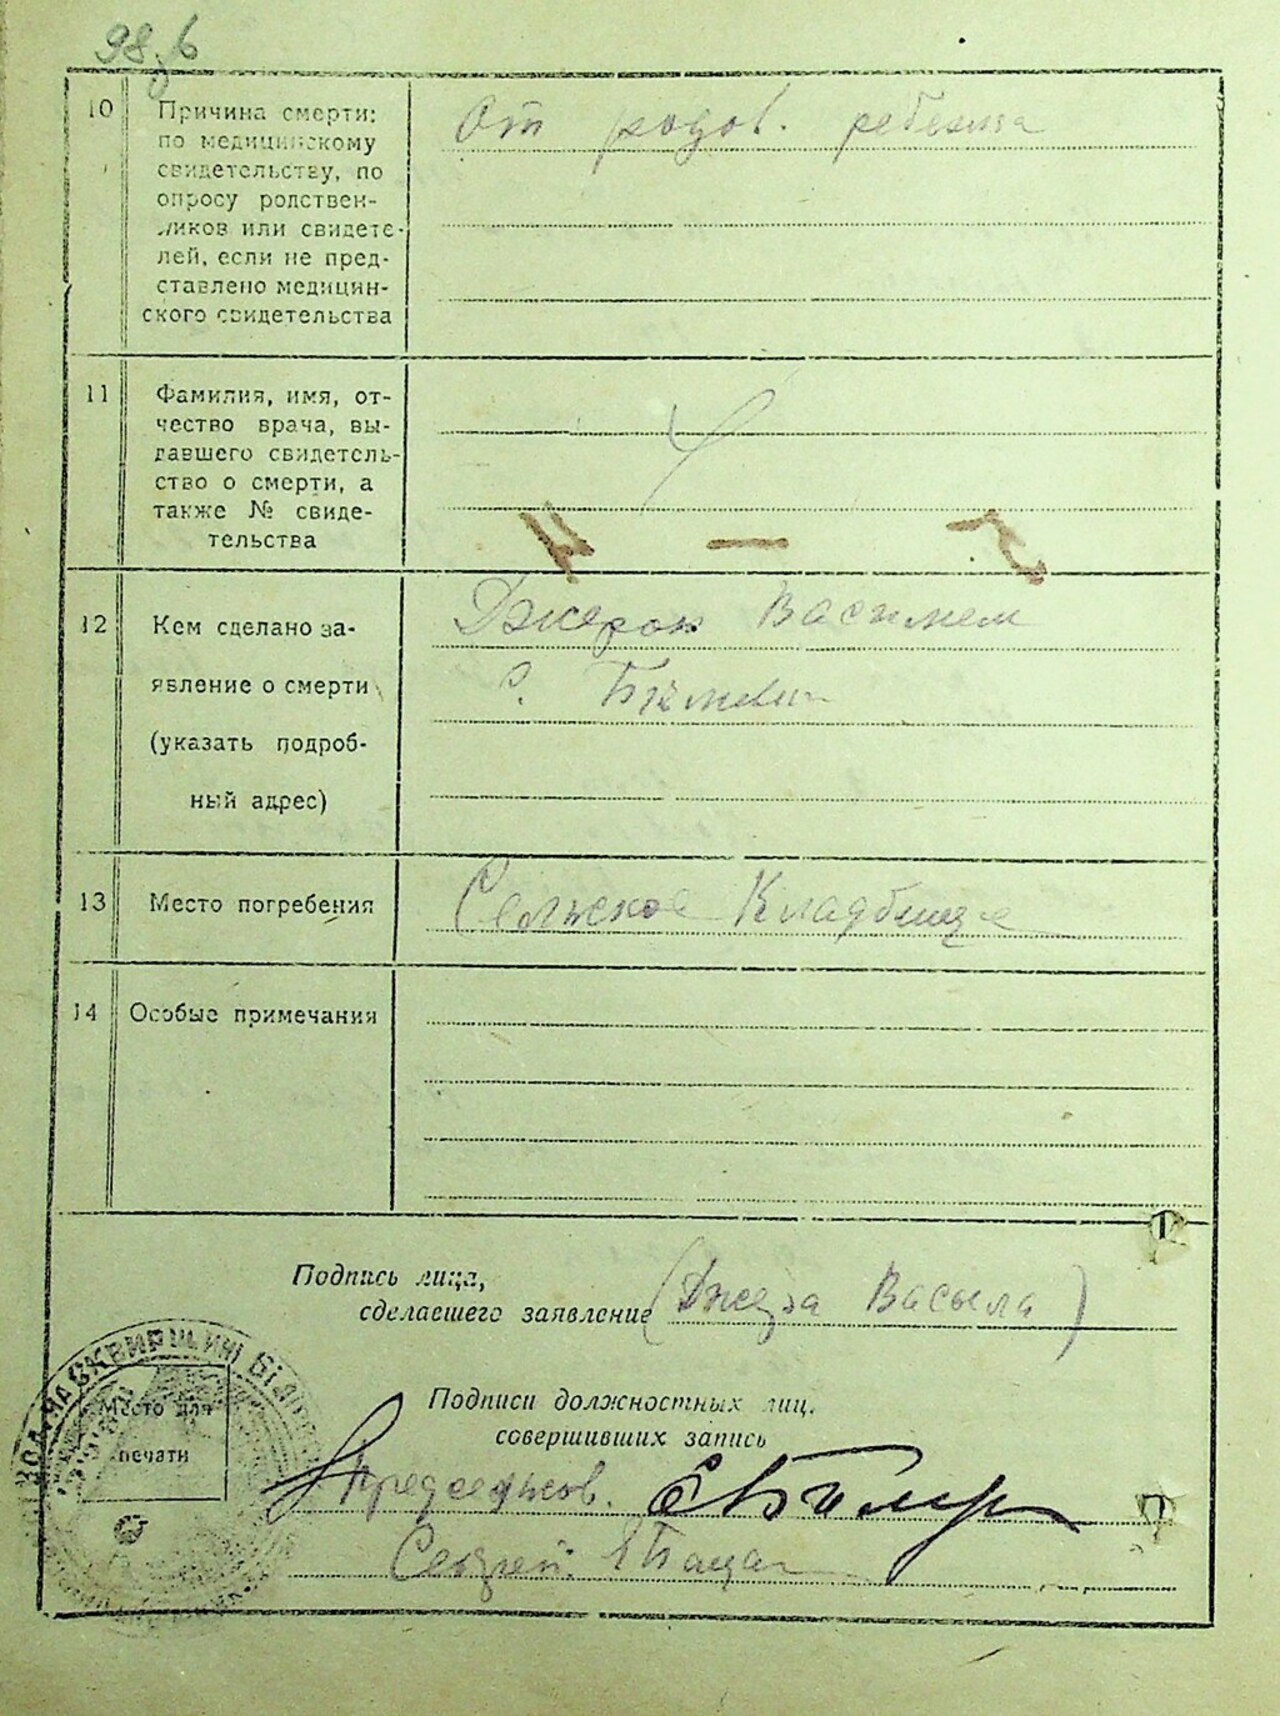 98.б
10
Причина смерти:
по медицинскому
свидетельству, по
опросу родствен-
ников или свидете-
лей, если не пред-
ставлено медицин-
ского свидетельства
От родов. ребенка
11
Фамилия, имя, от-
чество врача, вы-
давшего свидетель-
ство о смерти, а
также № свиде-
тельства
12
Кем сделано за-
явление о смерти
(указать подроб-
ный адрес)
Васылем
с.
13
Место погребения
Сельское Кладбище
14
Особые примечания
Подпись лица,
сделавшего заявление
(Джера Васыла)
Место для
печати
Подписи должностных лиц,
совершивших запись
Председ